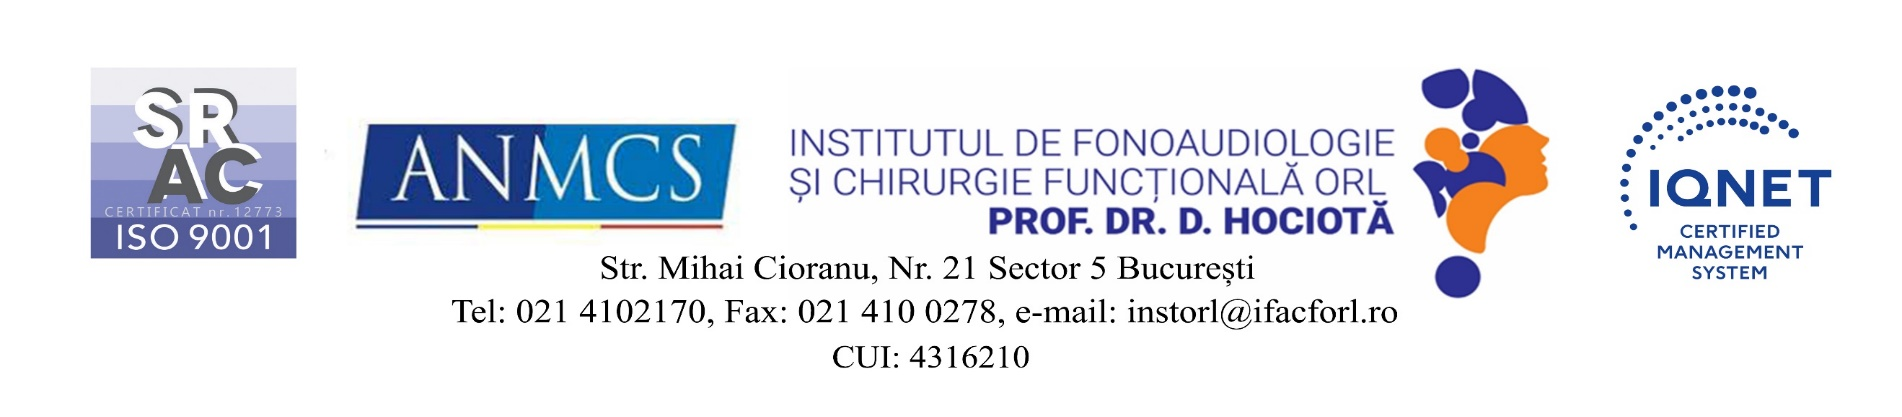 SR
AC
CERTIFICAT nr. 12773
ISO 9001
ANMCS
INSTITUTUL DE FONOAUDIOLOGIE
ȘI CHIRURGIE FUNCȚIONALĂ ORL
PROF. DR. D. HOCIOTĂ
IQNET
CERTIFIED
MANAGEMENT
SYSTEM
Str. Mihai Cioranu, Nr. 21 Sector 5 București
Tel: 021 4102170, Fax: 021 410 0278, e-mail: instorl@ifacforl.ro
CUI: 4316210